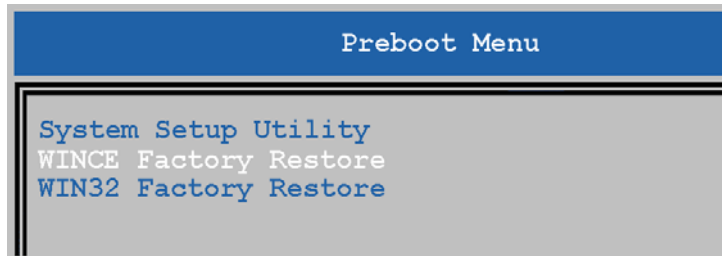 Preboot Menu
System Setup Utility
WINCE Factory Restore
WIN32 Factory Restore